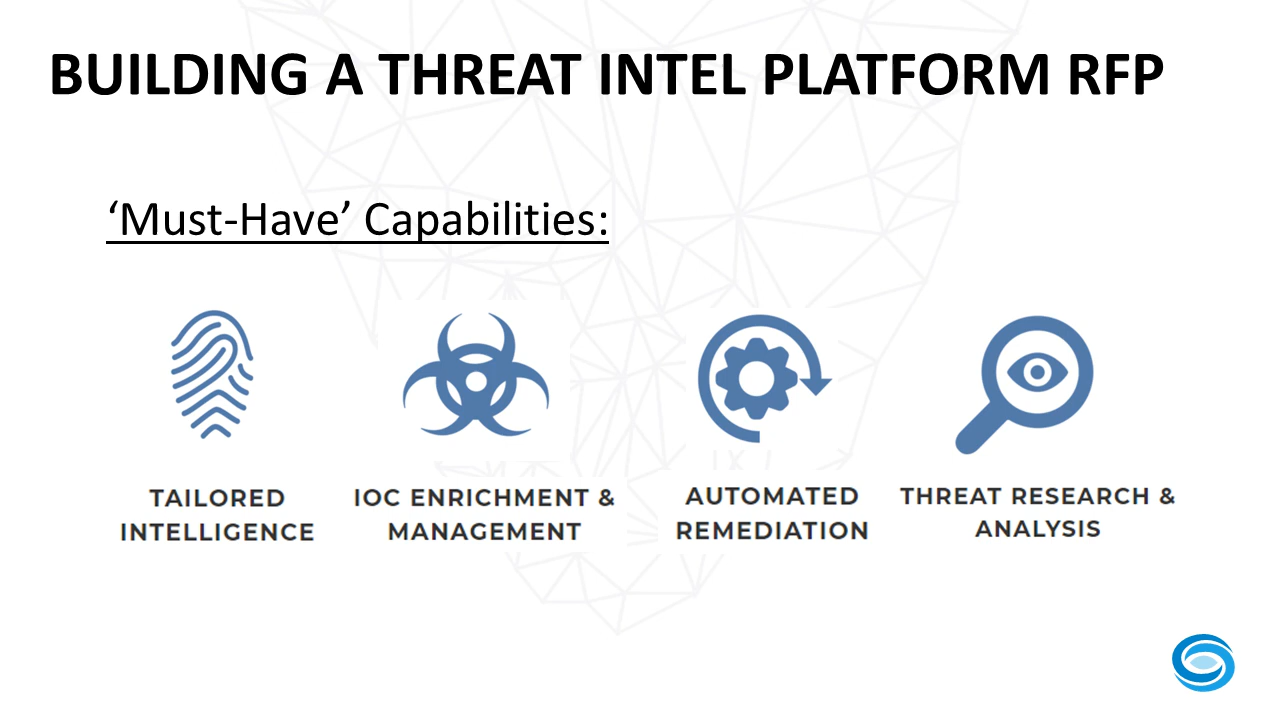 BUILDING A THREAT INTEL PLATFORM RFP
‘Must-Have’ Capabilities:
TAILORED
INTELLIGENCE
IOC ENRICHMENT &
MANAGEMENT
AUTOMATED
REMEDIATION
THREAT RESEARCH &
ANALYSIS